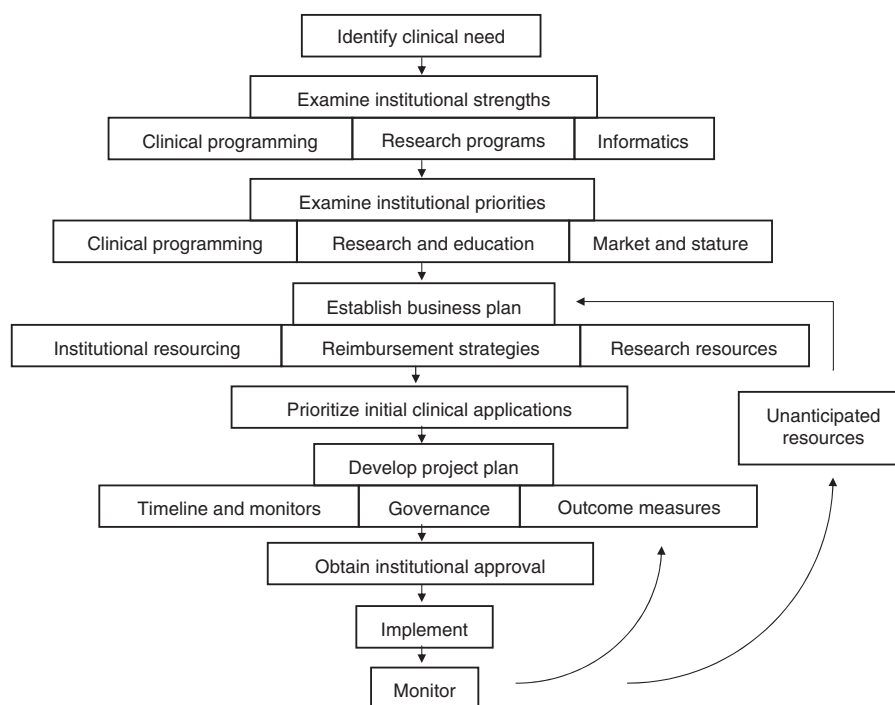 Identify clinical need
Examine institutional strengths
Clinical programming
Research programs
Informatics
Examine institutional priorities
Clinical programming
Research and education
Market and stature
Establish business plan
Institutional resourcing
Reimbursement strategies
Research resources
Prioritize initial clinical applications
Unanticipated
resources
Develop project plan
Timeline and monitors
Governance
Outcome measures
Obtain institutional approval
Implement
Monitor